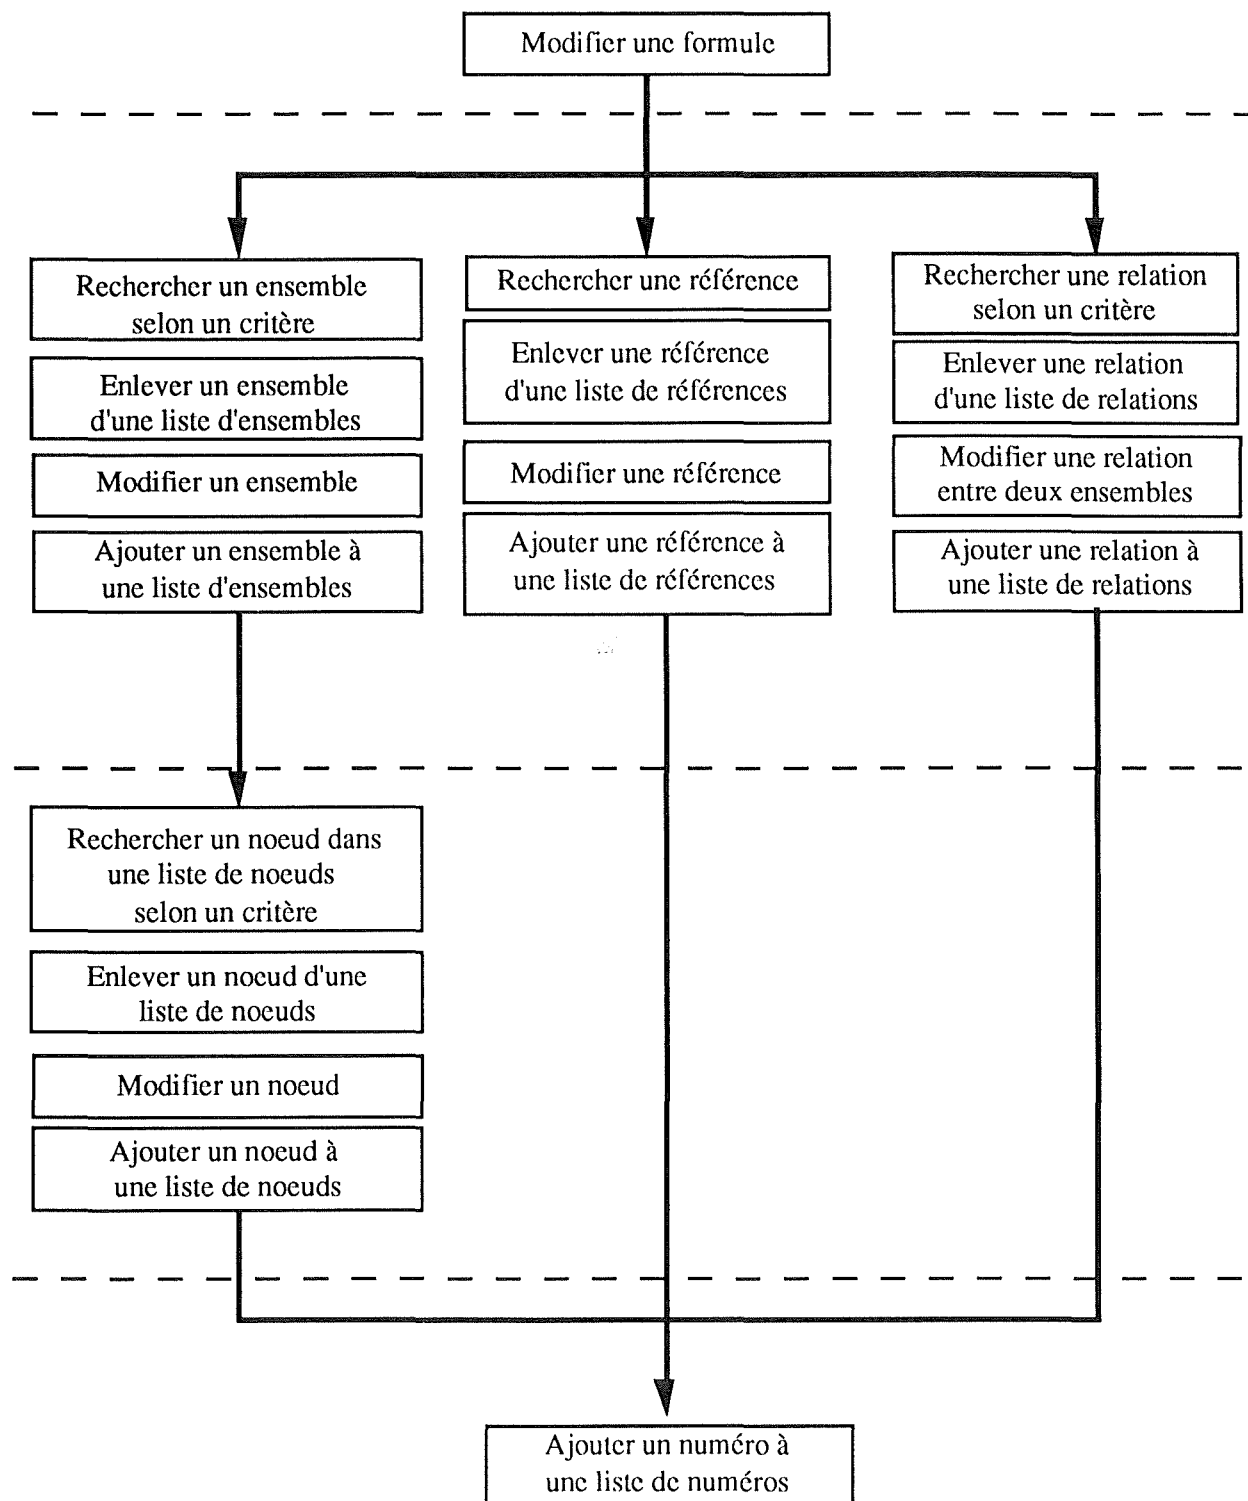 Modifier une formule
Rechercher un ensemble
selon un critère
Enlever un ensemble
d'une liste d'ensembles
Modifier un ensemble
Ajouter un ensemble à
une liste d'ensembles
Rechercher une référence
Enlever une référence
d'une liste de références
Modifier une référence
Ajouter une référence à
une liste de références
Rechercher une relation
selon un critère
Enlever une relation
d'une liste de relations
Modifier une relation
entre deux ensembles
Ajouter une relation à
une liste de relations
Rechercher un noeud dans
une liste de noeuds
selon un critère
Enlever un noeud d'une
liste de noeuds
Modifier un noeud
Ajouter un noeud à
une liste de noeuds
Ajouter un numéro à
une liste de numéros